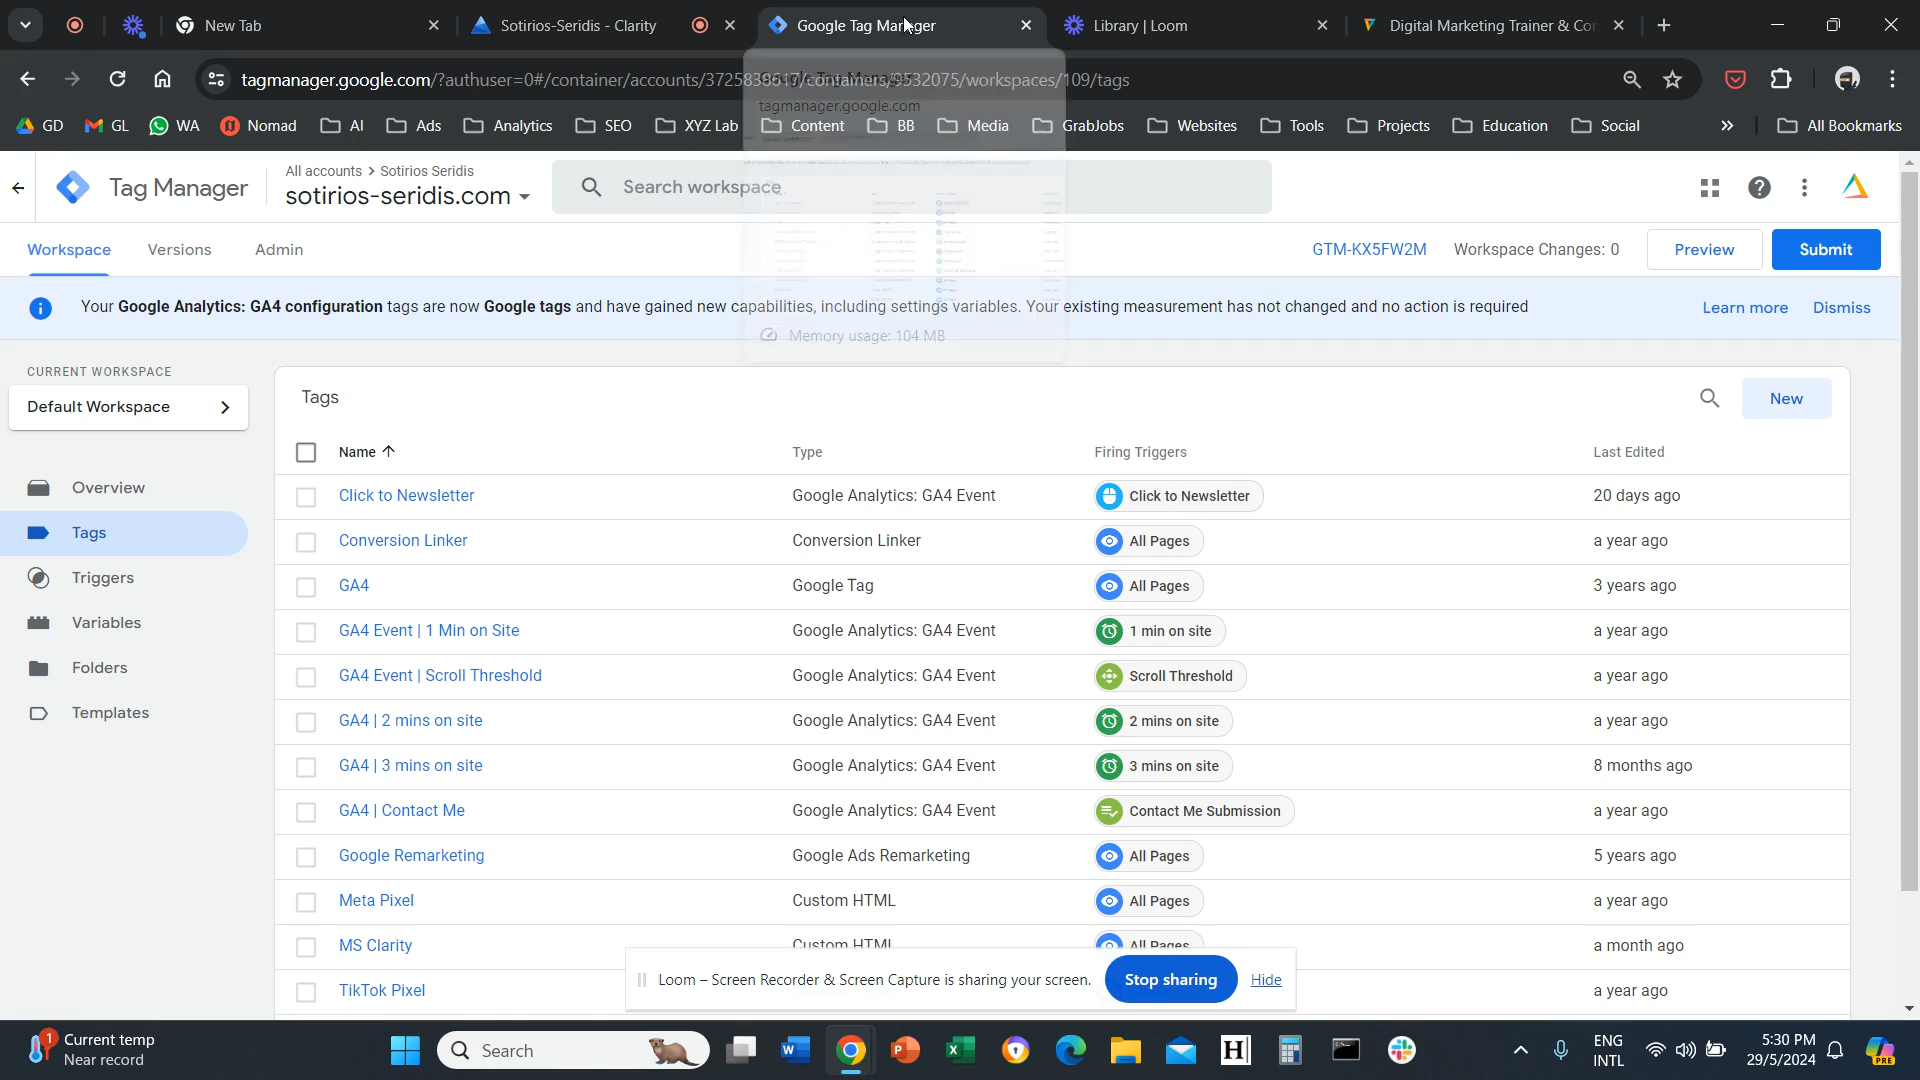 New Tab
Sotirios-Seridis - Clarity
Google Tag Manager
Library | Loom
Digital Marketing Trainer & Cor
tagmanager.google.com/?authuser=0#/container/accounts/3725838617/containers/9532075/workspaces/109/tags
tagmanager.google.com
GD
GL
WA
Nomad
AI
Ads
Analytics
SEO
XYZ Lab
Content
BB
Media
GrabJobs
Websites
Tools
Projects
Education
Social
All Bookmarks
Tag Manager
All accounts > Sotirios Seridis
sotirios-seridis.com
Search workspace
Workspace
Versions
Admin
GTM-KX5FW2M
Workspace Changes: 0
Preview
Submit
Your Google Analytics: GA4 configuration tags are now Google tags and have gained new capabilities, including settings variables. Your existing measurement has not changed and no action is required
Learn more
Dismiss
Memory usage: 104 MB
CURRENT WORKSPACE
Default Workspace
Overview
Tags
Triggers
Variables
Folders
Templates
Tags
New
Name Type Firing Triggers Last Edited
Click to Newsletter Google Analytics: GA4 Event Click to Newsletter 20 days ago
Conversion Linker Conversion Linker All Pages a year ago
GA4 Google Tag All Pages 3 years ago
GA4 Event | 1 Min on Site Google Analytics: GA4 Event 1 min on site a year ago
GA4 Event | Scroll Threshold Google Analytics: GA4 Event Scroll Threshold a year ago
GA4 | 2 mins on site Google Analytics: GA4 Event 2 mins on site a year ago
GA4 | 3 mins on site Google Analytics: GA4 Event 3 mins on site 8 months ago
GA4 | Contact Me Google Analytics: GA4 Event Contact Me Submission a year ago
Google Remarketing Google Ads Remarketing All Pages 5 years ago
Meta Pixel Custom HTML All Pages a year ago
MS Clarity Custom HTML All Pages a month ago
TikTok Pixel a year ago
Loom – Screen Recorder & Screen Capture is sharing your screen.
Stop sharing
Hide
1
Current temp
Near record
Search
ENG
INTL
5:30 PM
29/5/2024